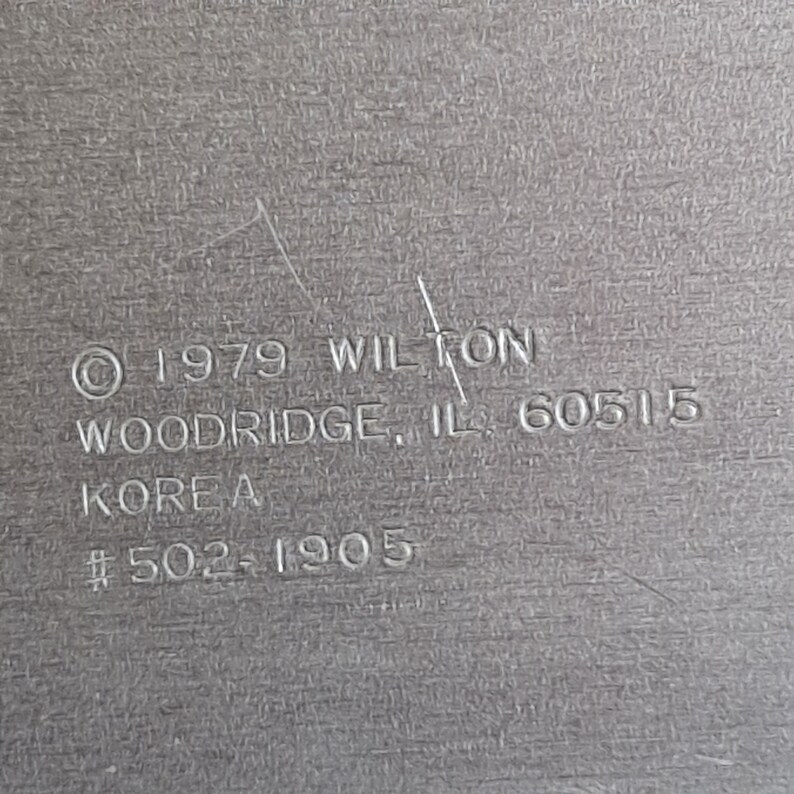 © 1979 WILTON
WOODRIDGE, IL. 60515
KOREA
#502-1905